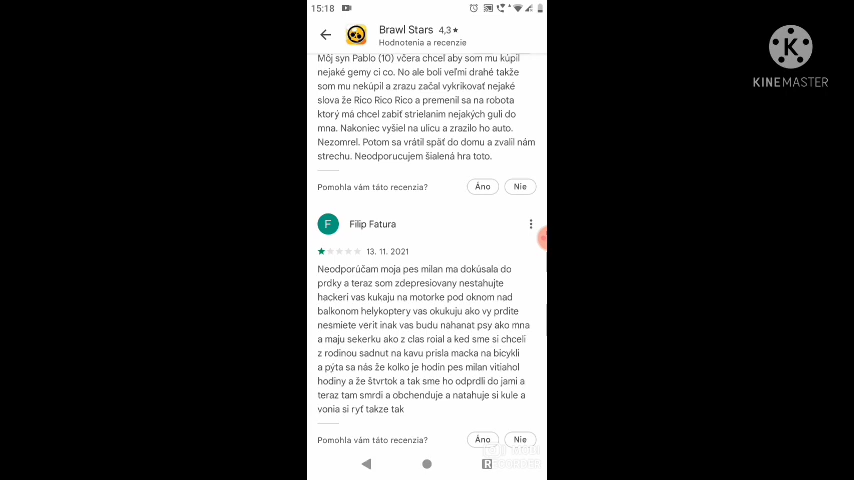 15:18
Brawl Stars 4,3★
Hodnotenia a recenzie
Môj syn Pablo (10) včera chcel aby som mu kúpil
nejaké gemy ci co. No ale boli veľmi drahé takže
som mu nekúpil a zrazu začal vykrikovať nejaké
slova že Rico Rico Rico a premenil sa na robota
ktorý má chcel zabiť strielanim nejakých guli do
mna. Nakoniec vyšiel na ulicu a zrazilo ho auto.
Nezomrel. Potom sa vrátil späť do domu a zvalil nám
strechu. Neodporucujem šialená hra toto.
Pomohla vám táto recenzia? Áno Nie
F Filip Fatura
13. 11. 2021
Neodporúčam moja pes milan ma dokúsala do
prdky a teraz som zdepresiovany nestahujte
hackeri vas kukaju na motorke pod oknom nad
balkonom helykoptery vas okukuju ako vy prdite
nesmiete verit inak vas budu nahanat psy ako mna
a maju sekerku ako z clas roial a ked sme si chceli
z rodinou sadnut na kavu prisla macka na bicykli
a pýta sa nás že kolko je hodin pes milan vitiahol
hodiny a že štvrtok a tak sme ho odprdli do jami a
teraz tam smrdi a obchenduje a natahuje si kule a
vonia si ryť takze tak
Pomohla vám táto recenzia? Áno Nie
RECORDER
K
KINEMASTER